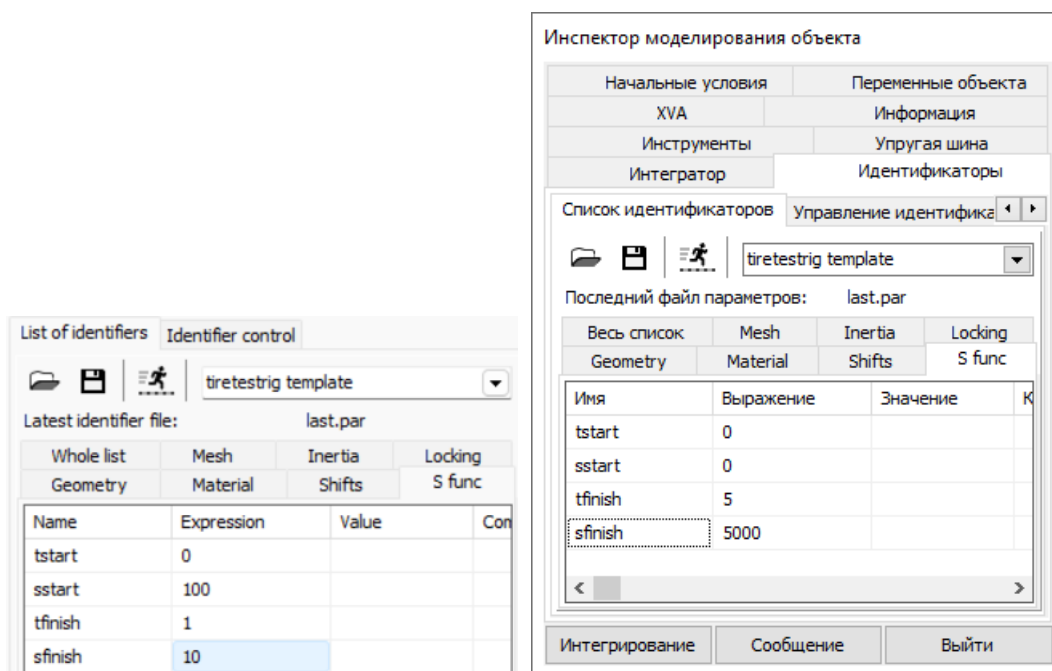 List of identifiers Identifier control
tiretestrig template
Latest identifier file: last.par
Whole list Mesh Inertia Locking
Geometry Material Shifts S func
Name Expression Value Com
tstart 0
sstart 100
tfinish 1
sfinish 10
Инспектор моделирования объекта
Начальные условия Переменные объекта
XVA Информация
Инструменты Упругая шина
Интегратор Идентификаторы
Список идентификаторов Управление идентифика
tiretestrig template
Последний файл параметров: last.par
Весь список Mesh Inertia Locking
Geometry Material Shifts S func
Имя Выражение Значение К
tstart 0
sstart 0
tfinish 5
sfinish 5000
Интегрирование Сообщение Выйти